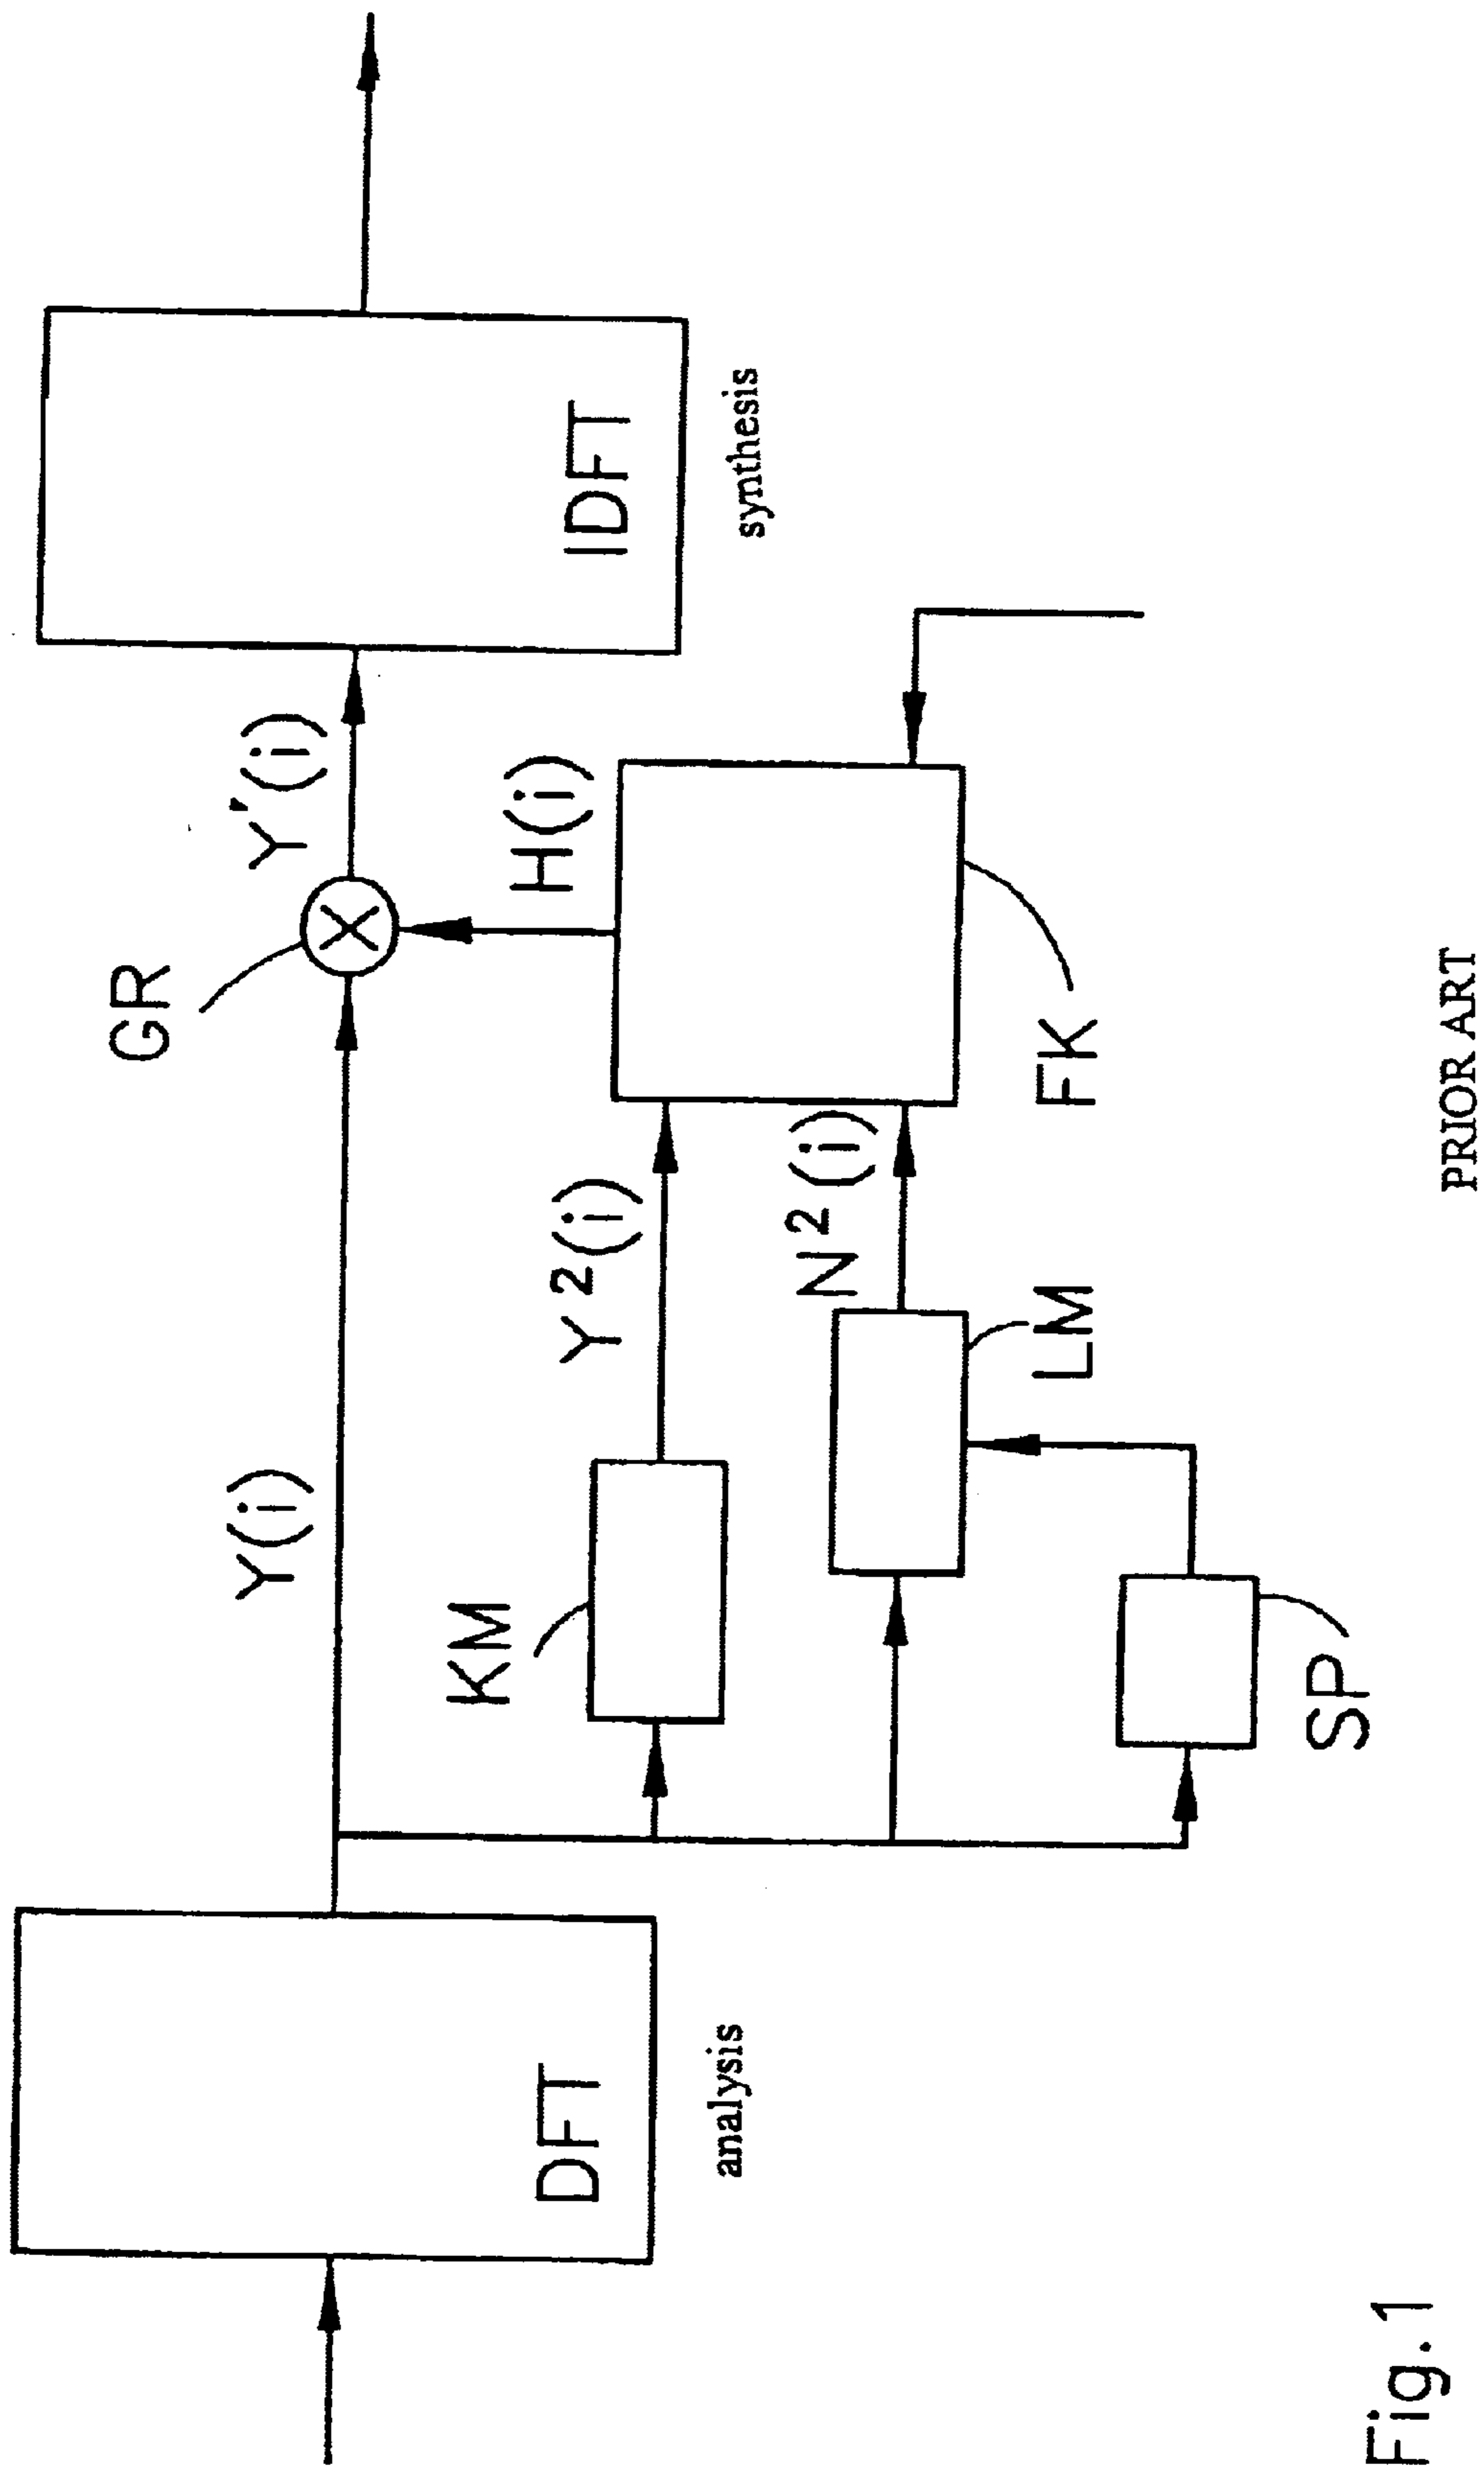 GR
Y(i)
Y'(i)
H(i)
KM
Y²(i)
N²(i)
DFT
IDFT
analysis
synthesis
LM
FK
SP
Fig.1
PRIOR ART